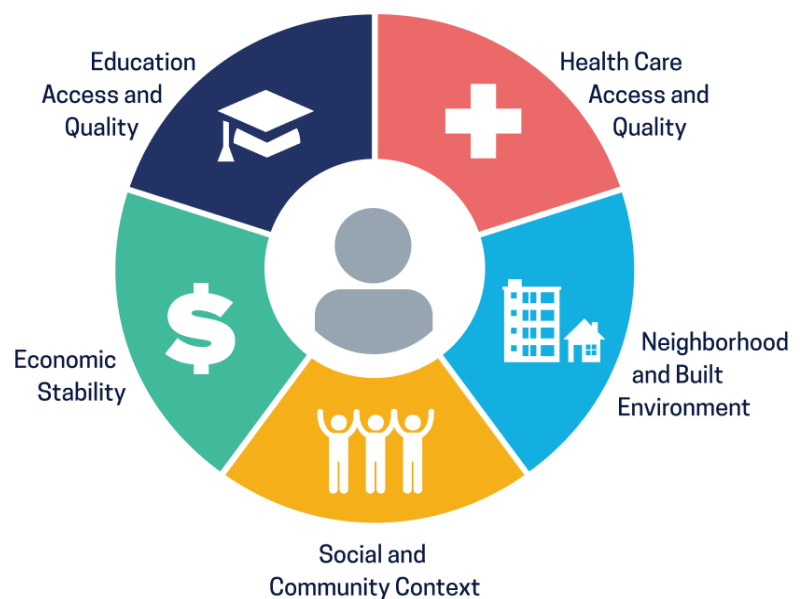 Education
Access and
Quality
Health Care
Access and
Quality
Economic
Stability
Neighborhood
and Built
Environment
Social and
Community Context